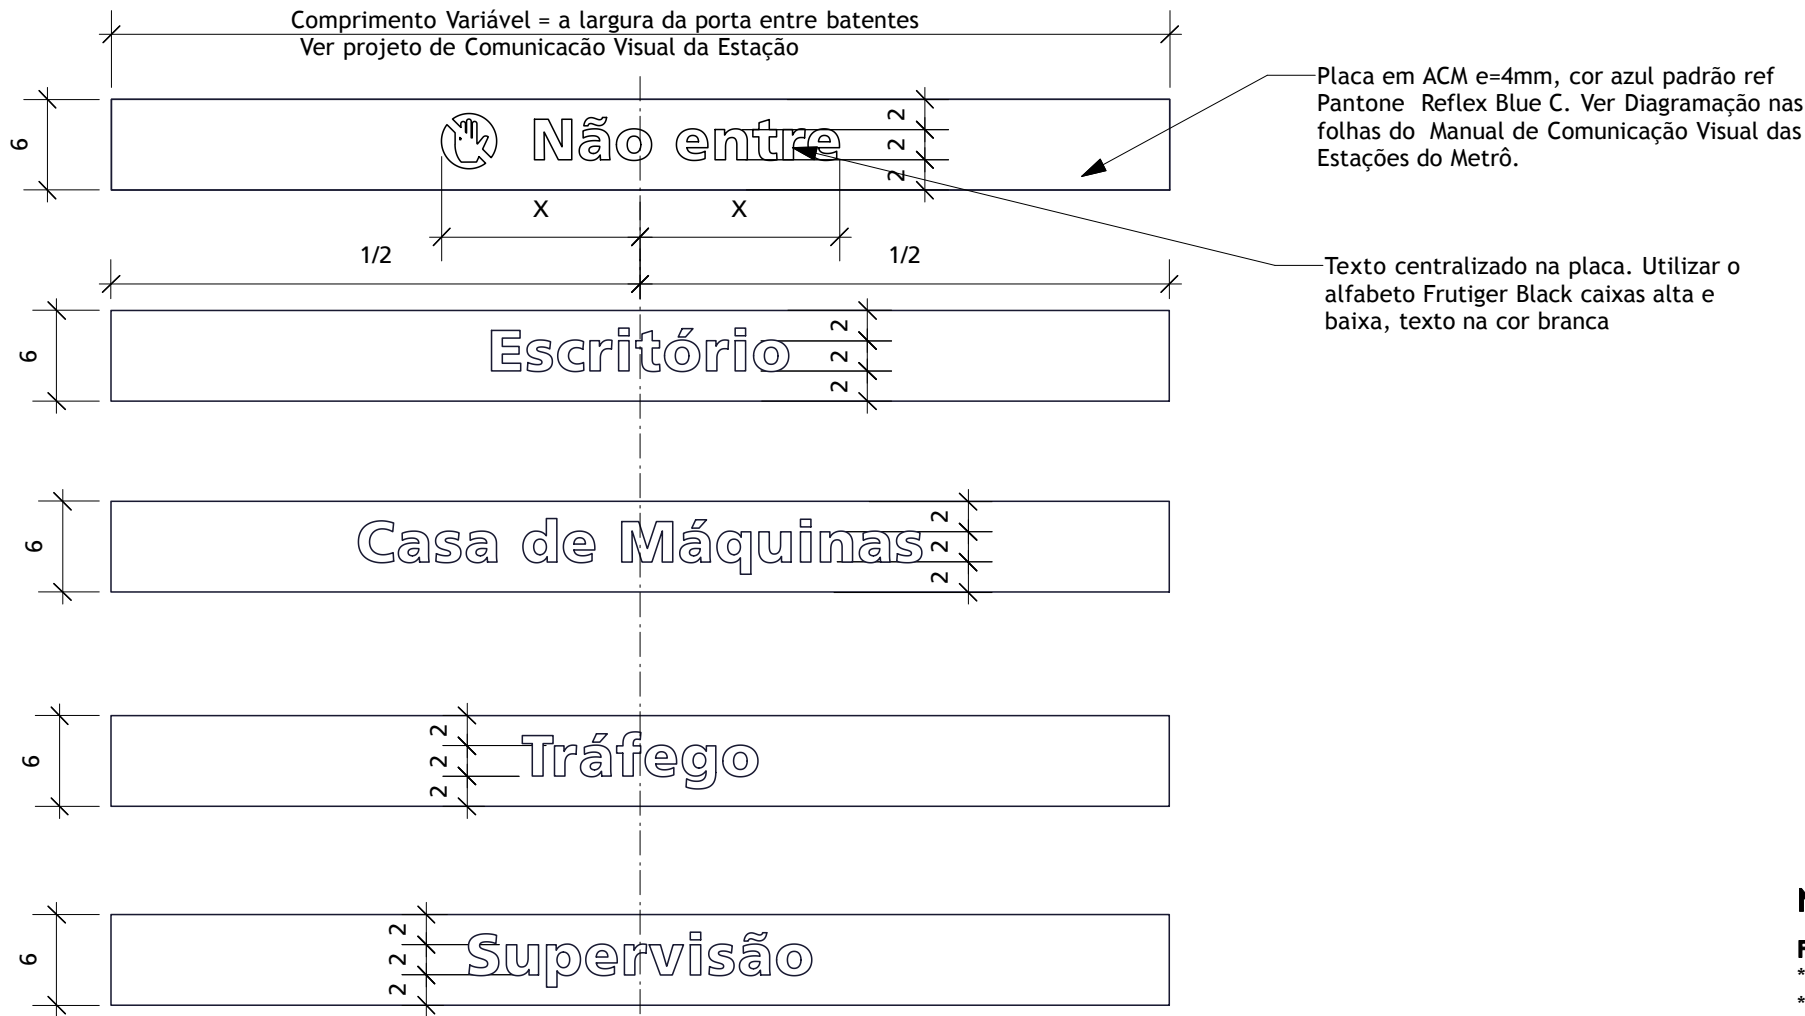 Comprimento Variável = a largura da porta entre batentes
Ver projeto de Comunicacão Visual da Estação
Placa em ACM e=4mm, cor azul padrão ref
Pantone Reflex Blue C. Ver Diagramação nas
folhas do Manual de Comunicação Visual das
Estações do Metrô.
6
Não entre
2
2
2
X
X
1/2
1/2
Texto centralizado na placa. Utilizar o
alfabeto Frutiger Black caixas alta e
baixa, texto na cor branca
6
Escritório
2
2
2
6
Casa de Máquinas
2
2
2
6
2
2
2
Tráfego
6
2
2
2
Supervisão
*
*